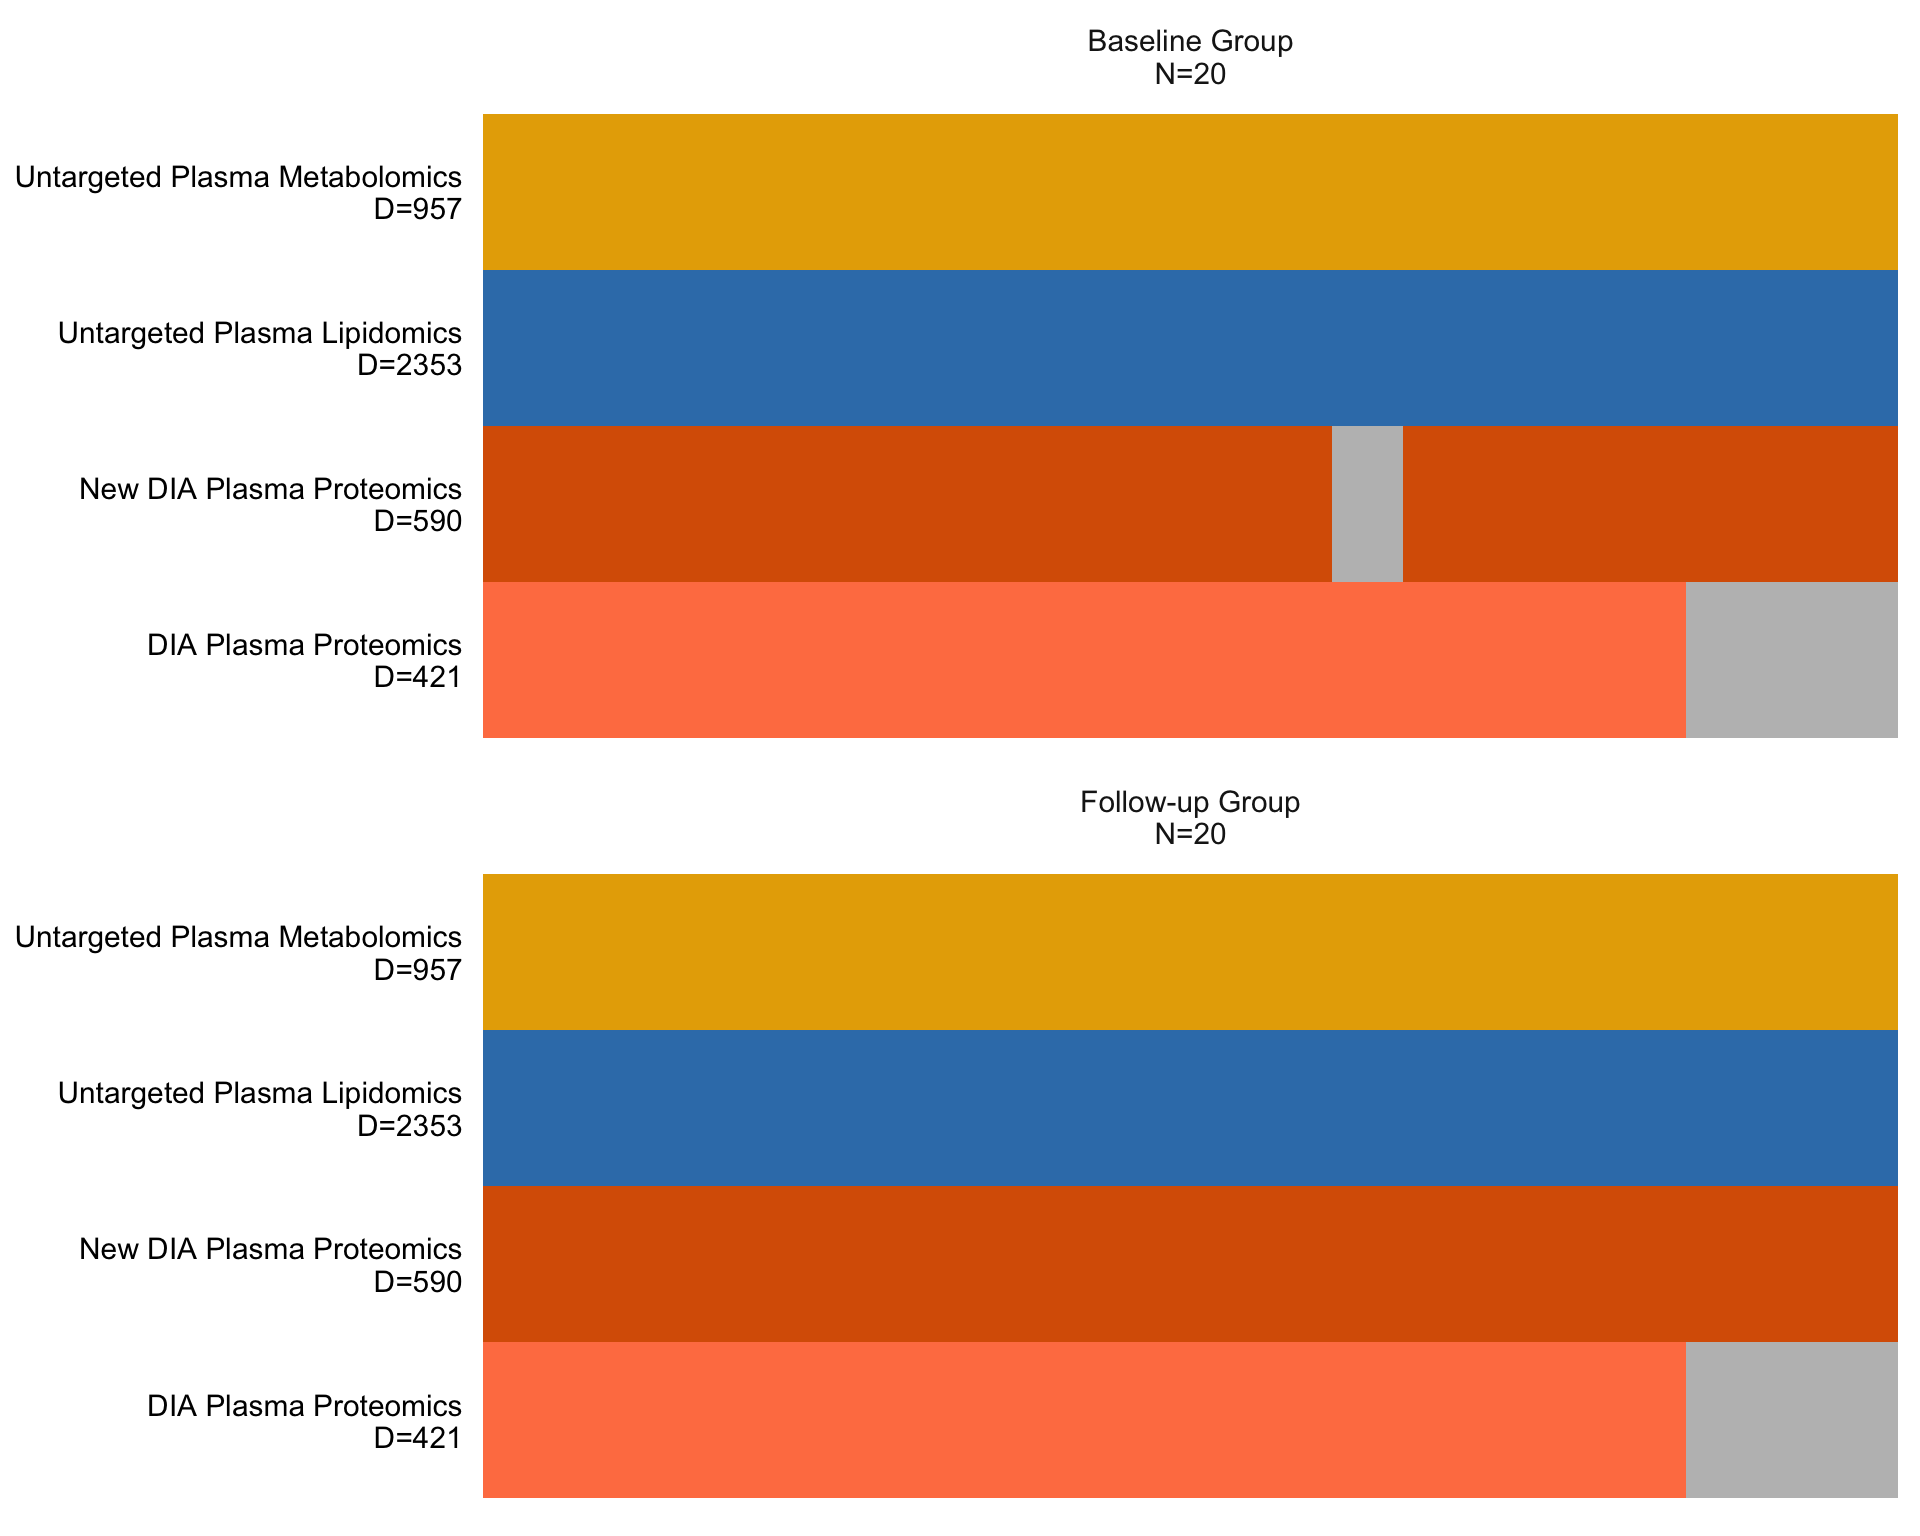 Baseline Group
N=20
Untargeted Plasma Metabolomics
D=957
Untargeted Plasma Lipidomics
D=2353
New DIA Plasma Proteomics
D=590
DIA Plasma Proteomics
D=421
Follow-up Group
N=20
Untargeted Plasma Metabolomics
D=957
Untargeted Plasma Lipidomics
D=2353
New DIA Plasma Proteomics
D=590
DIA Plasma Proteomics
D=421